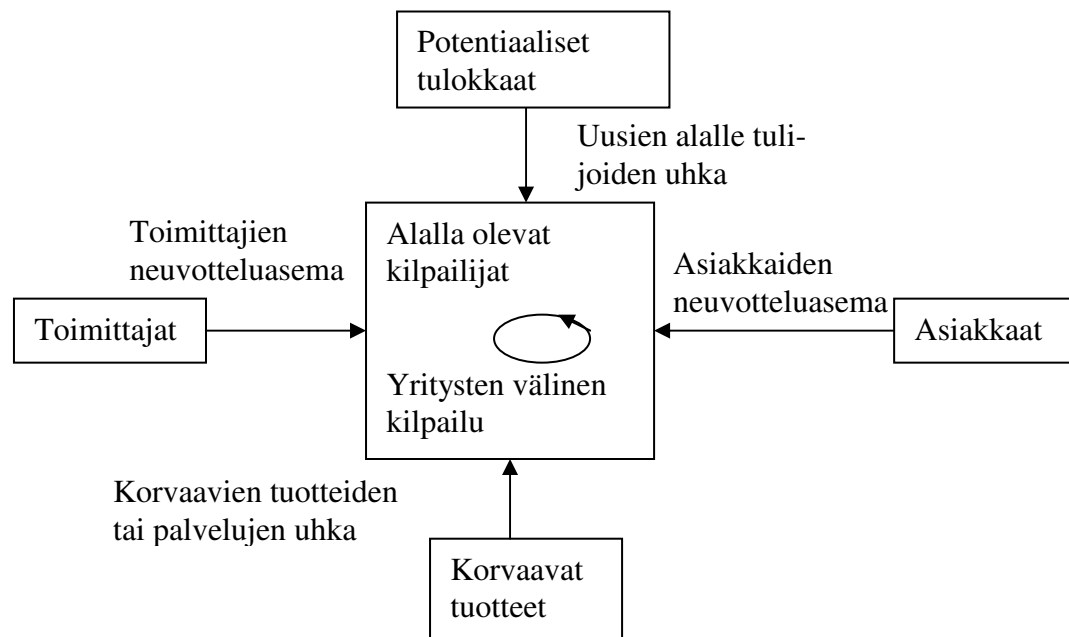 Potentiaaliset
tulokkaat
Uusien alalle tuli-
joiden uhka
Toimittajien
neuvotteluasema
Alalla olevat
kilpailijat
Asiakkaiden
neuvotteluasema
Toimittajat
Asiakkaat
Yritysten välinen
kilpailu
Korvaavien tuotteiden
tai palvelujen uhka
Korvaavat
tuotteet